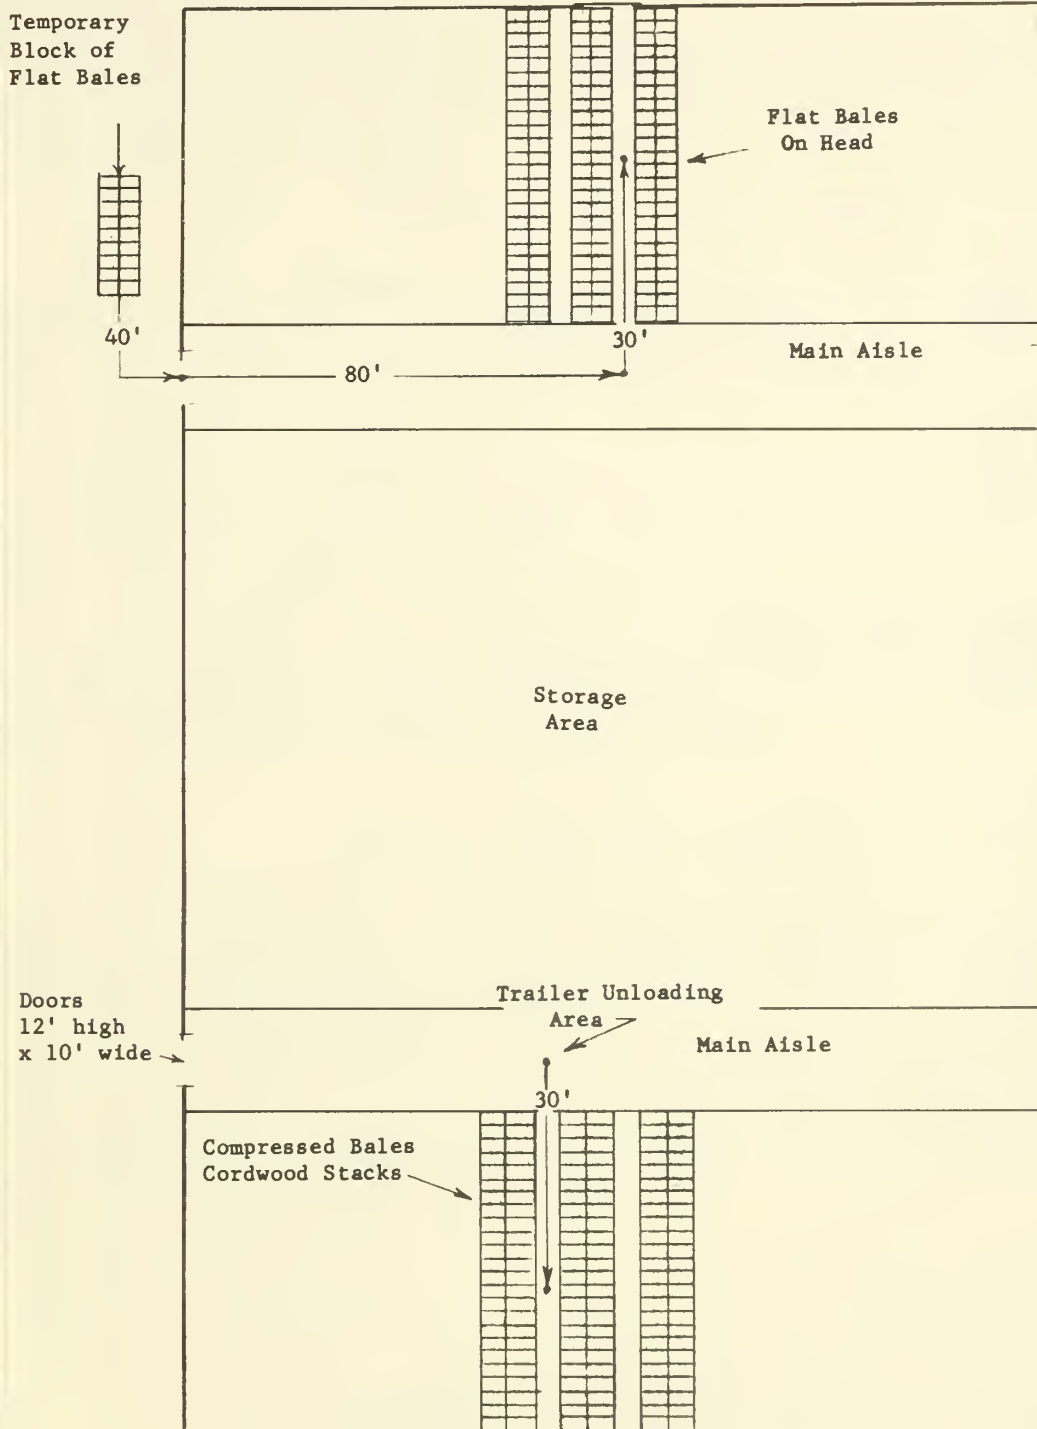 Temporary
Block of
Flat Bales
Flat Bales
On Head
40'
30'
Main Aisle
80'
Storage
Area
Doors
12' high
x 10' wide
Trailer Unloading
Area
Main Aisle
30'
Compressed Bales
Cordwood Stacks